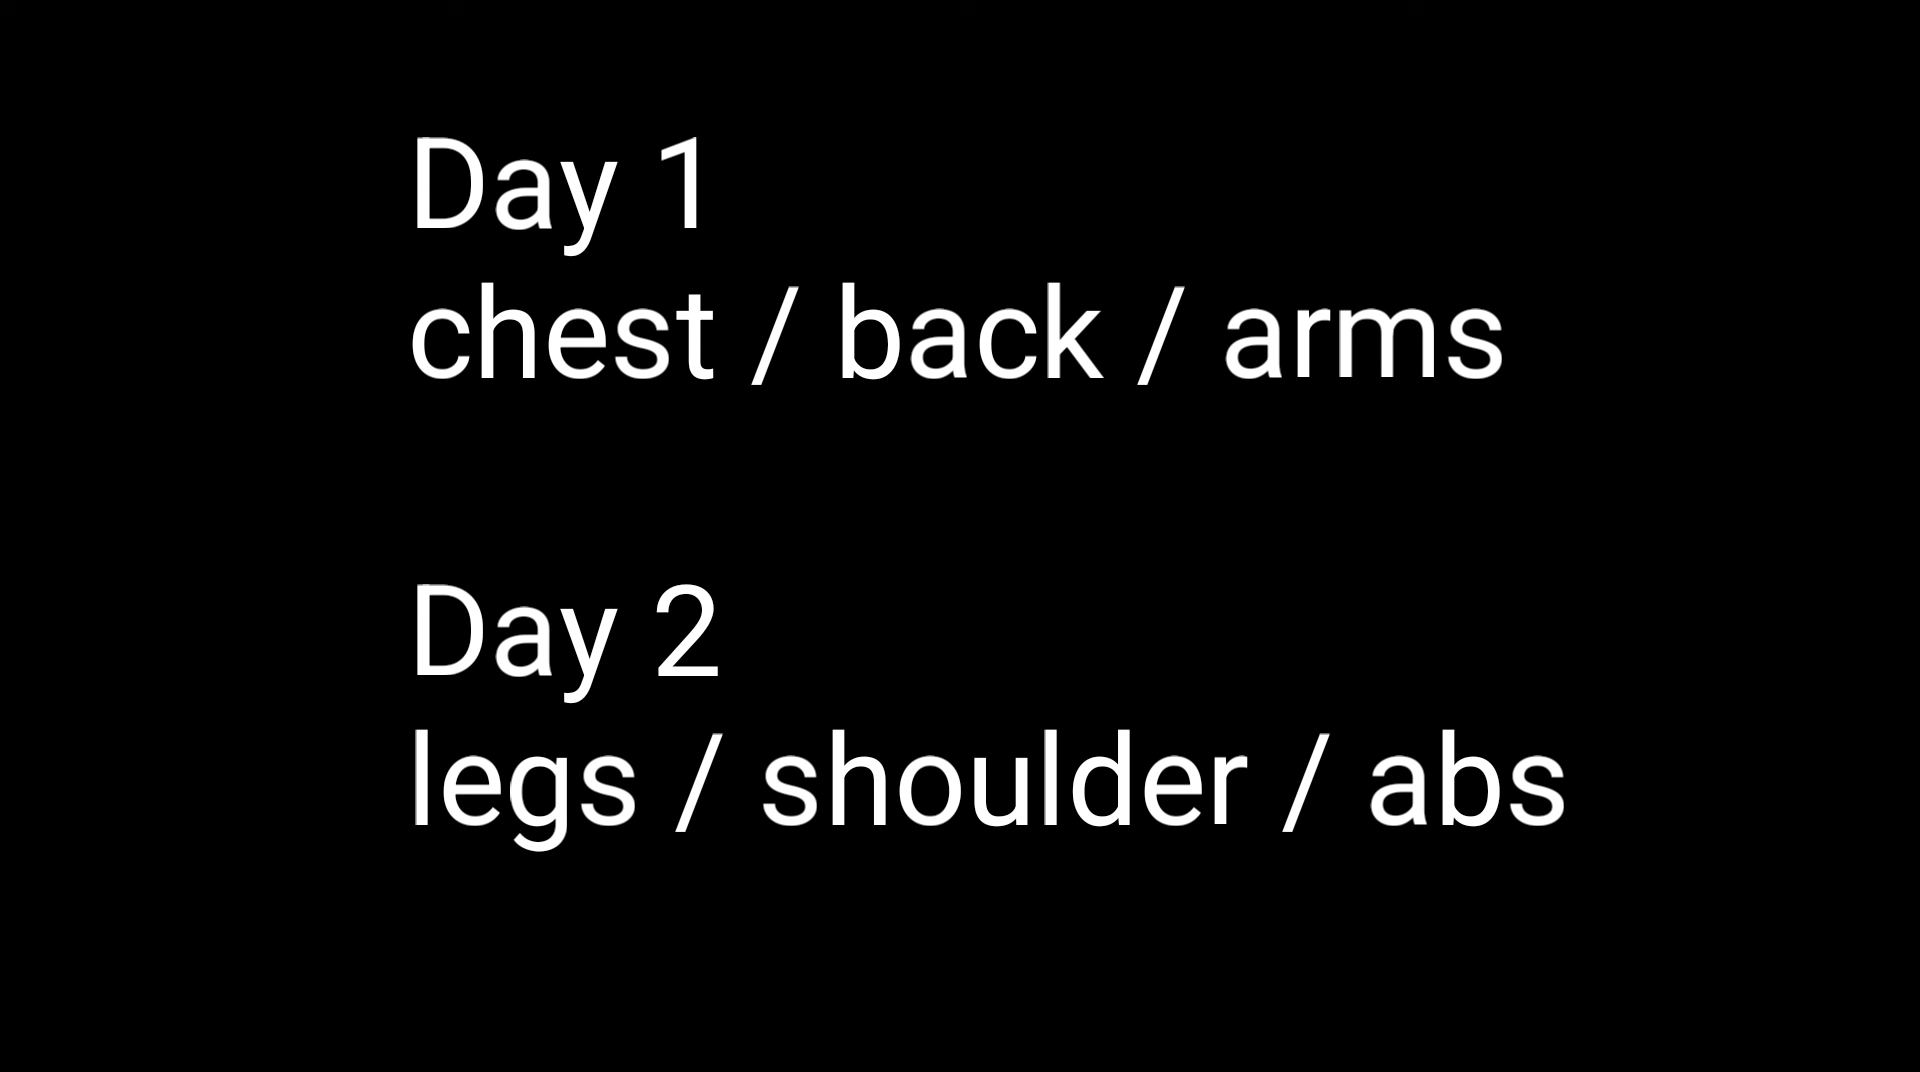 Day 1
chest / back / arms
Day 2
legs / shoulder / abs